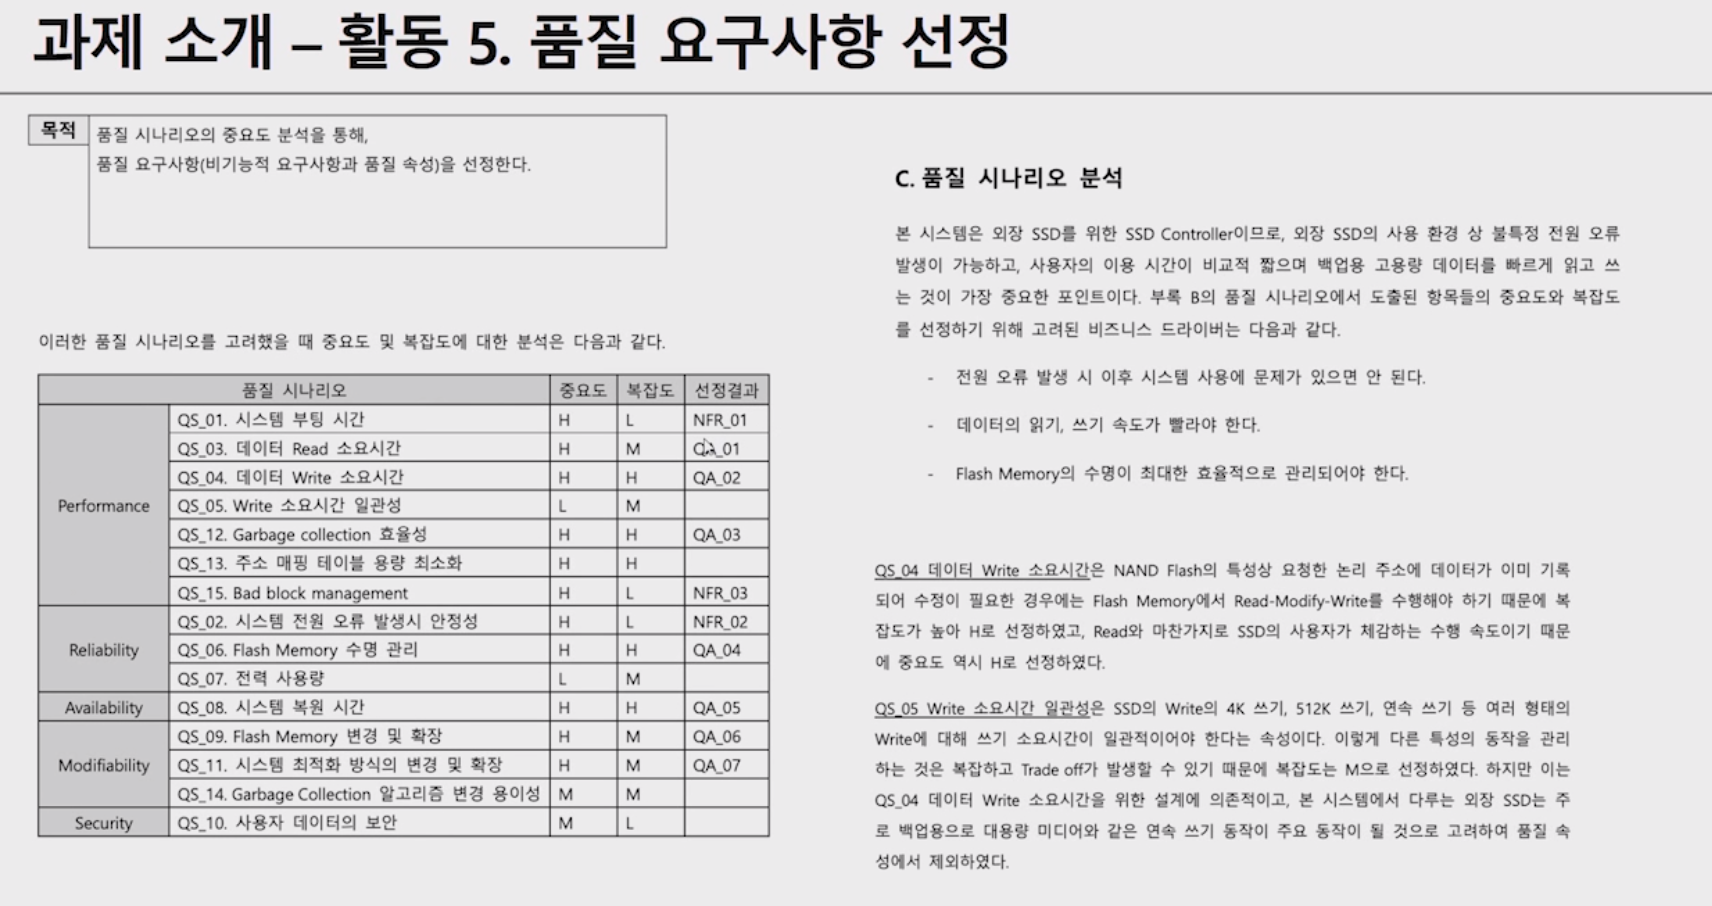 과제 소개 – 활동 5. 품질 요구사항 선정
목적
품질 시나리오의 중요도 분석을 통해,
품질 요구사항(비기능적 요구사항과 품질 속성)을 선정한다.
이러한 품질 시나리오를 고려했을 때 중요도 및 복잡도에 대한 분석은 다음과 같다.
품질 시나리오 중요도 복잡도 선정결과
Performance
QS_01. 시스템 부팅 시간 H L NFR_01
QS_03. 데이터 Read 소요시간 H M QA_01
QS_04. 데이터 Write 소요시간 H H QA_02
QS_05. Write 소요시간 일관성 L M
QS_12. Garbage collection 효율성 H H QA_03
QS_13. 주소 매핑 테이블 용량 최소화 H H
QS_15. Bad block management H L NFR_03
Reliability
QS_02. 시스템 전원 오류 발생시 안정성 H L NFR_02
QS_06. Flash Memory 수명 관리 H H QA_04
QS_07. 전력 사용량 L M
Availability
QS_08. 시스템 복원 시간 H H QA_05
Modifiability
QS_09. Flash Memory 변경 및 확장 H M QA_06
QS_11. 시스템 최적화 방식의 변경 및 확장 H M QA_07
QS_14. Garbage Collection 알고리즘 변경 용이성 M M
Security
QS_10. 사용자 데이터의 보안 M L
C. 품질 시나리오 분석
본 시스템은 외장 SSD를 위한 SSD Controller이므로, 외장 SSD의 사용 환경 상 불특정 전원 오류
발생이 가능하고, 사용자의 이용 시간이 비교적 짧으며 백업용 고용량 데이터를 빠르게 읽고 쓰
는 것이 가장 중요한 포인트이다. 부록 B의 품질 시나리오에서 도출된 항목들의 중요도와 복잡도
를 선정하기 위해 고려된 비즈니스 드라이버는 다음과 같다.
- 전원 오류 발생 시 이후 시스템 사용에 문제가 있으면 안 된다.
- 데이터의 읽기, 쓰기 속도가 빨라야 한다.
- Flash Memory의 수명이 최대한 효율적으로 관리되어야 한다.
QS_04 데이터 Write 소요시간은 NAND Flash의 특성상 요청한 논리 주소에 데이터가 이미 기록
되어 수정이 필요한 경우에는 Flash Memory에서 Read-Modify-Write를 수행해야 하기 때문에 복
잡도가 높아 H로 선정하였고, Read와 마찬가지로 SSD의 사용자가 체감하는 수행 속도이기 때문
에 중요도 역시 H로 선정하였다.
QS_05 Write 소요시간 일관성은 SSD의 Write의 4K 쓰기, 512K 쓰기, 연속 쓰기 등 여러 형태의
Write에 대해 쓰기 소요시간이 일관적이어야 한다는 속성이다. 이렇게 다른 특성의 동작을 관리
하는 것은 복잡하고 Trade off가 발생할 수 있기 때문에 복잡도는 M으로 선정하였다. 하지만 이는
QS_04 데이터 Write 소요시간을 위한 설계에 의존적이고, 본 시스템에서 다루는 외장 SSD는 주
로 백업용으로 대용량 미디어와 같은 연속 쓰기 동작이 주요 동작이 될 것으로 고려하여 품질 속
성에서 제외하였다.